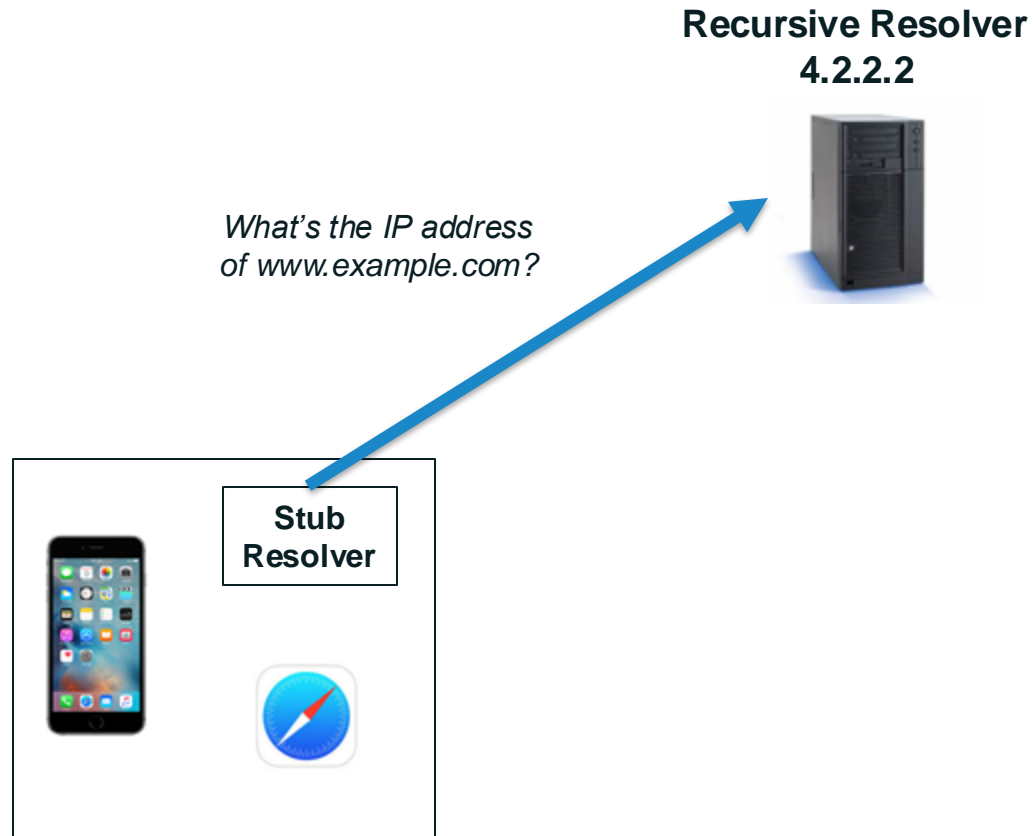 Recursive Resolver
4.2.2.2
What’s the IP address
of www.example.com?
Stub
Resolver